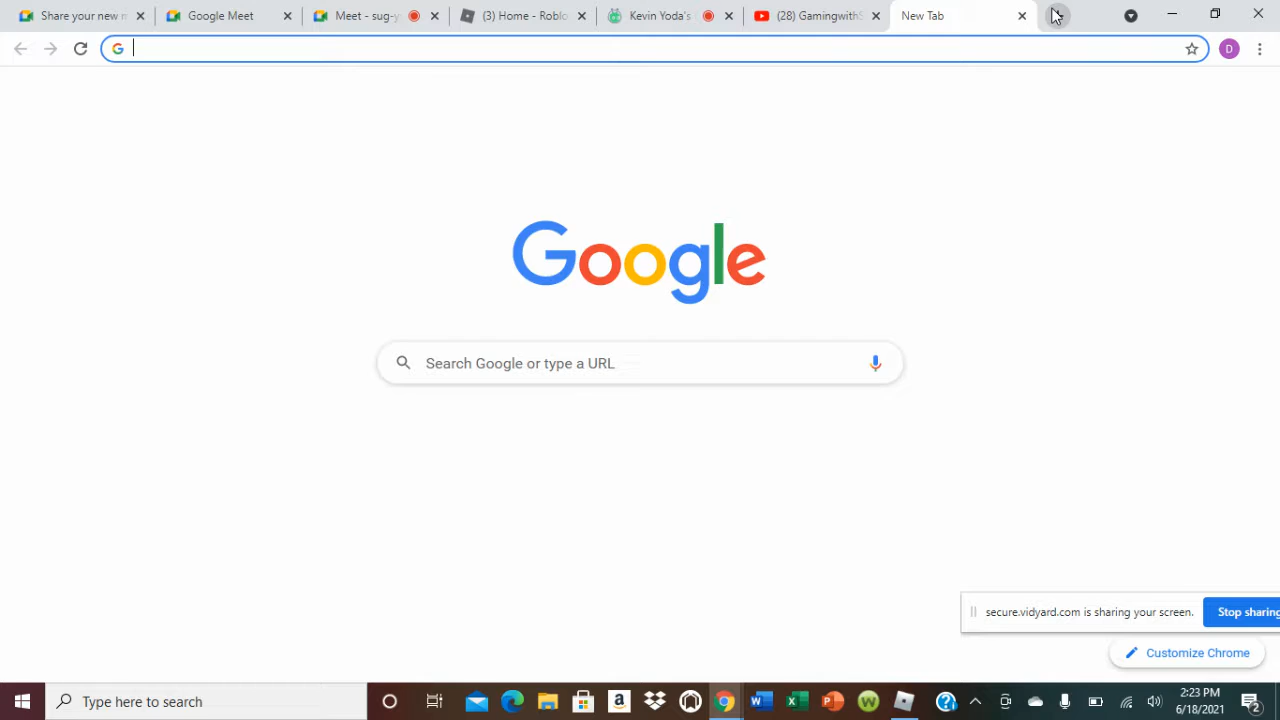 Share your new m
Google Meet
Meet - sug-y
(3) Home - Roblo
Kevin Yoda's
(28) GamingwithS
New Tab
D
Google
Search Google or type a URL
secure.vidyard.com is sharing your screen.
Stop sharing
Customize Chrome
Type here to search
2:23 PM
6/18/2021
2